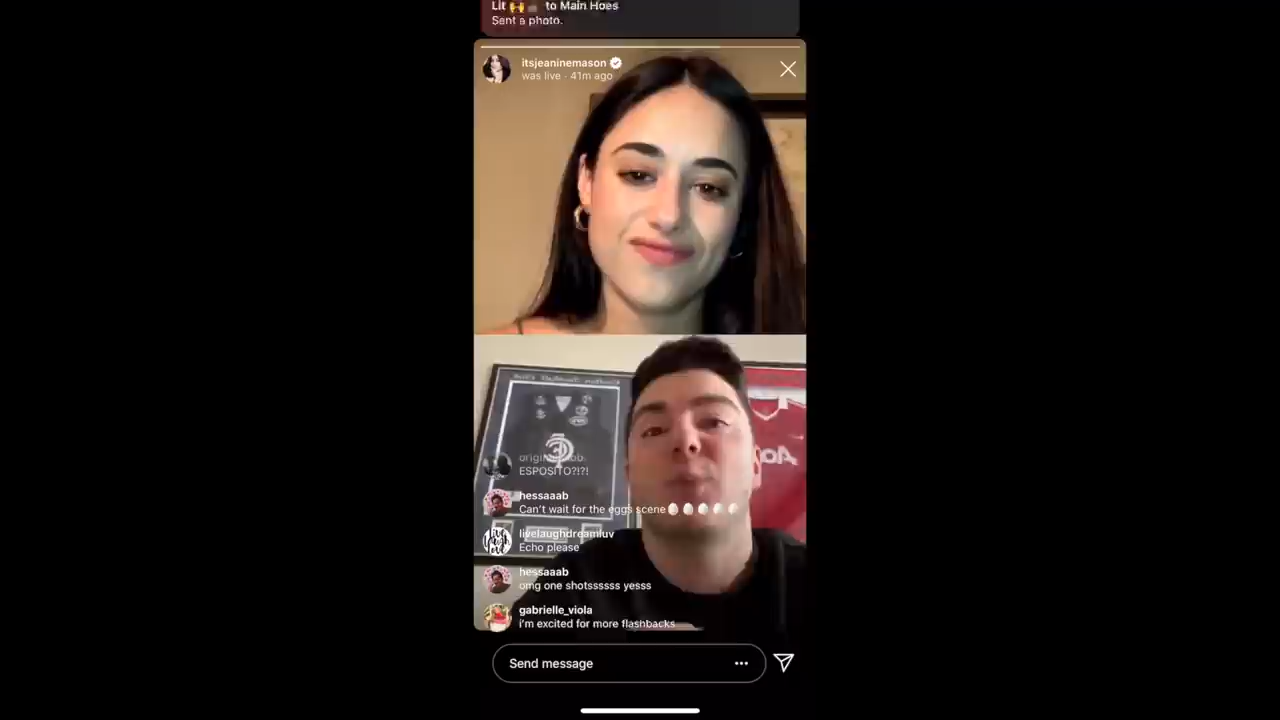 Lit 🙌 to Main Hoes
Sent a photo.
itsjeaninemason
was live · 41m ago
ESPOSITO?!?!
hessaaab
Can't wait for the eggs scene🥚🥚🥚🥚🥚
livelaughdreamluv
Echo please
hessaaab
omg one shotssssss yesss
gabrielle_viola
i'm excited for more flashbacks
Send message